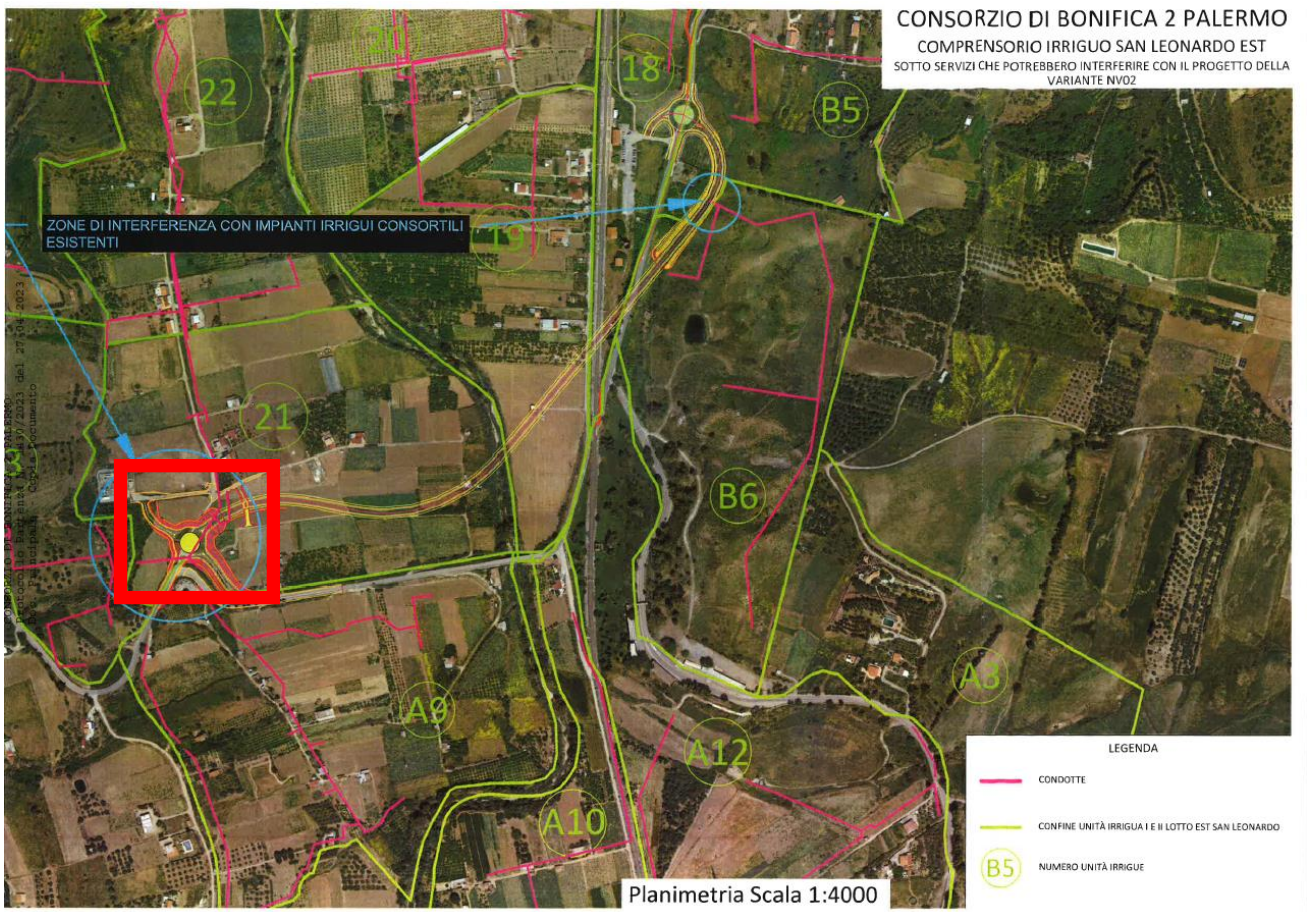 CONSORZIO DI BONIFICA 2 PALERMO
COMPRENSORIO IRRIGUO SAN LEONARDO EST
SOTTO SERVIZI CHE POTREBBERO INTERFERIRE CON IL PROGETTO DELLA
VARIANTE NV02
20
18
22
B5
ZONE DI INTERFERENZA CON IMPIANTI IRRIGUI CONSORTILI
ESISTENTI
19
21
B6
A3
A9
A12
A10
LEGENDA
CONDOTTE
CONFINE UNITÀ IRRIGUA I E II LOTTO EST SAN LEONARDO
B5
NUMERO UNITÀ IRRIGUE
Planimetria Scala 1:4000